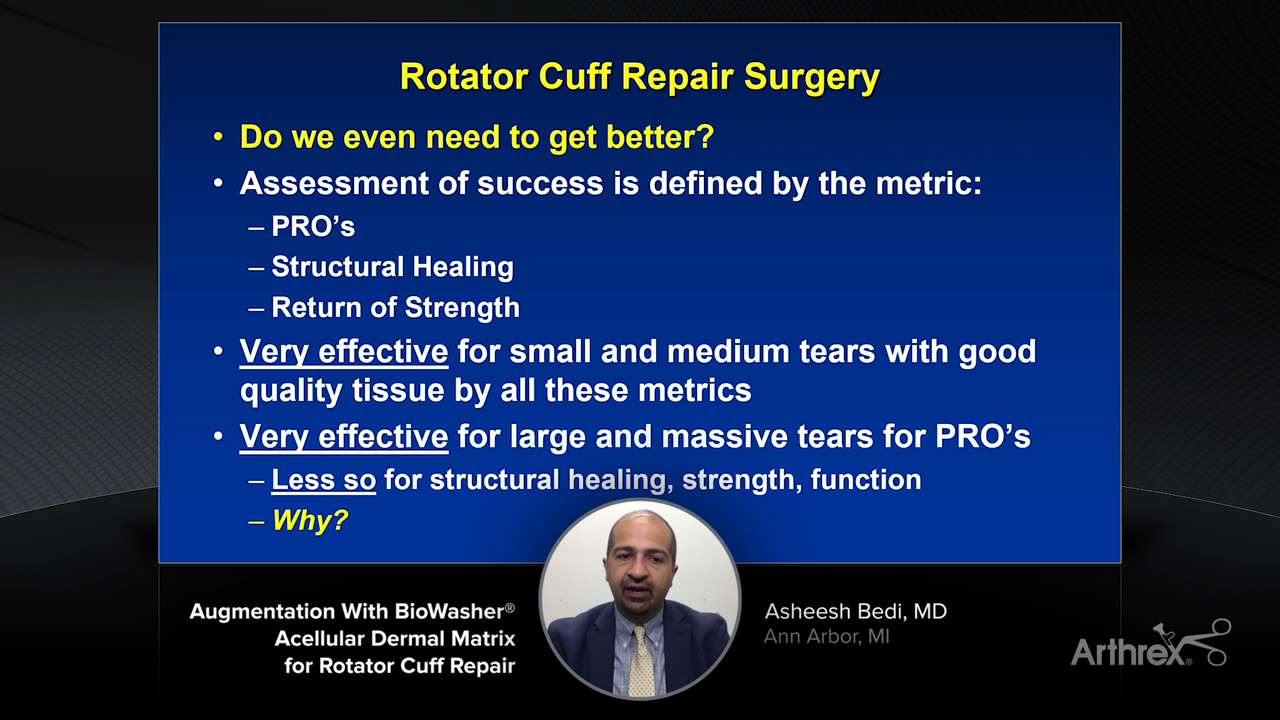 Rotator Cuff Repair Surgery
• Do we even need to get better?
• Assessment of success is defined by the metric:
– PRO’s
– Structural Healing
– Return of Strength
• Very effective for small and medium tears with good
quality tissue by all these metrics
• Very effective for large and massive tears for PRO’s
– Less so for structural healing, strength, function
– Why?
Augmentation With BioWasher®
Acellular Dermal Matrix
for Rotator Cuff Repair
Asheesh Bedi, MD
Ann Arbor, MI
Arthrex®